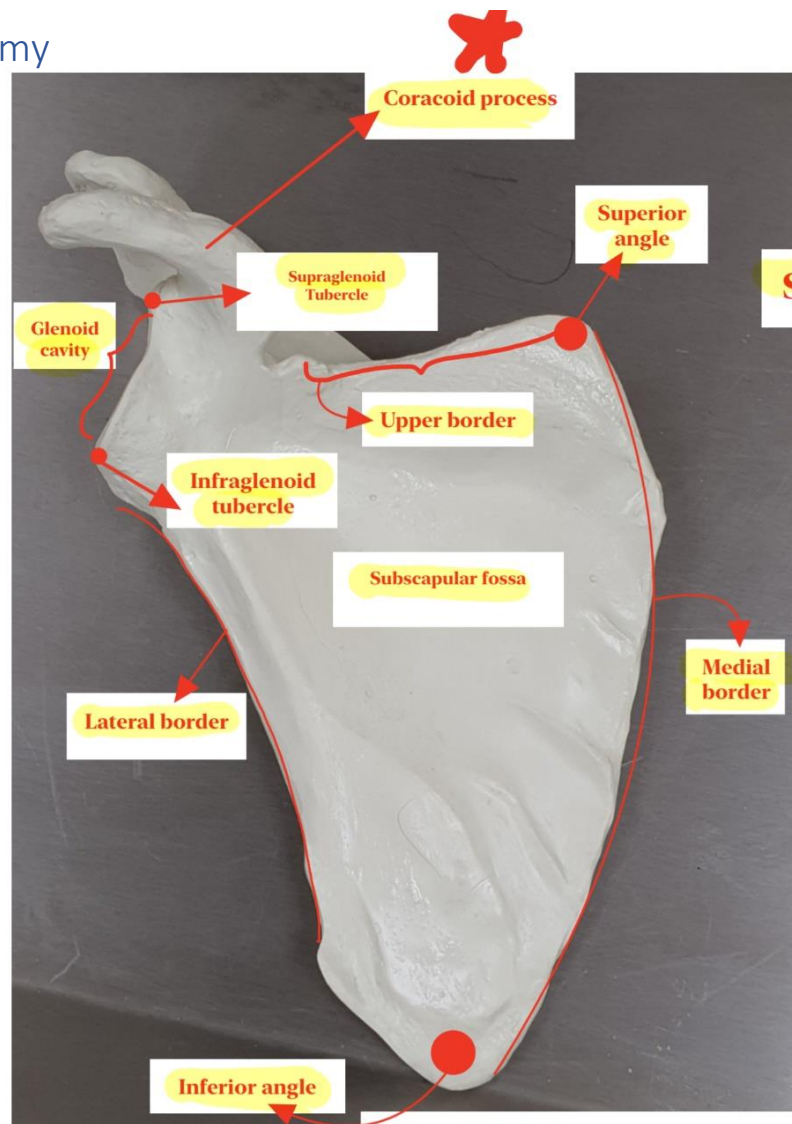 my
Coracoid process
Superior
angle
Supraglenoid
Tubercle
S
Glenoid
cavity
Upper border
Infraglenoid
tubercle
Subscapular fossa
Medial
border
Lateral border
Inferior angle